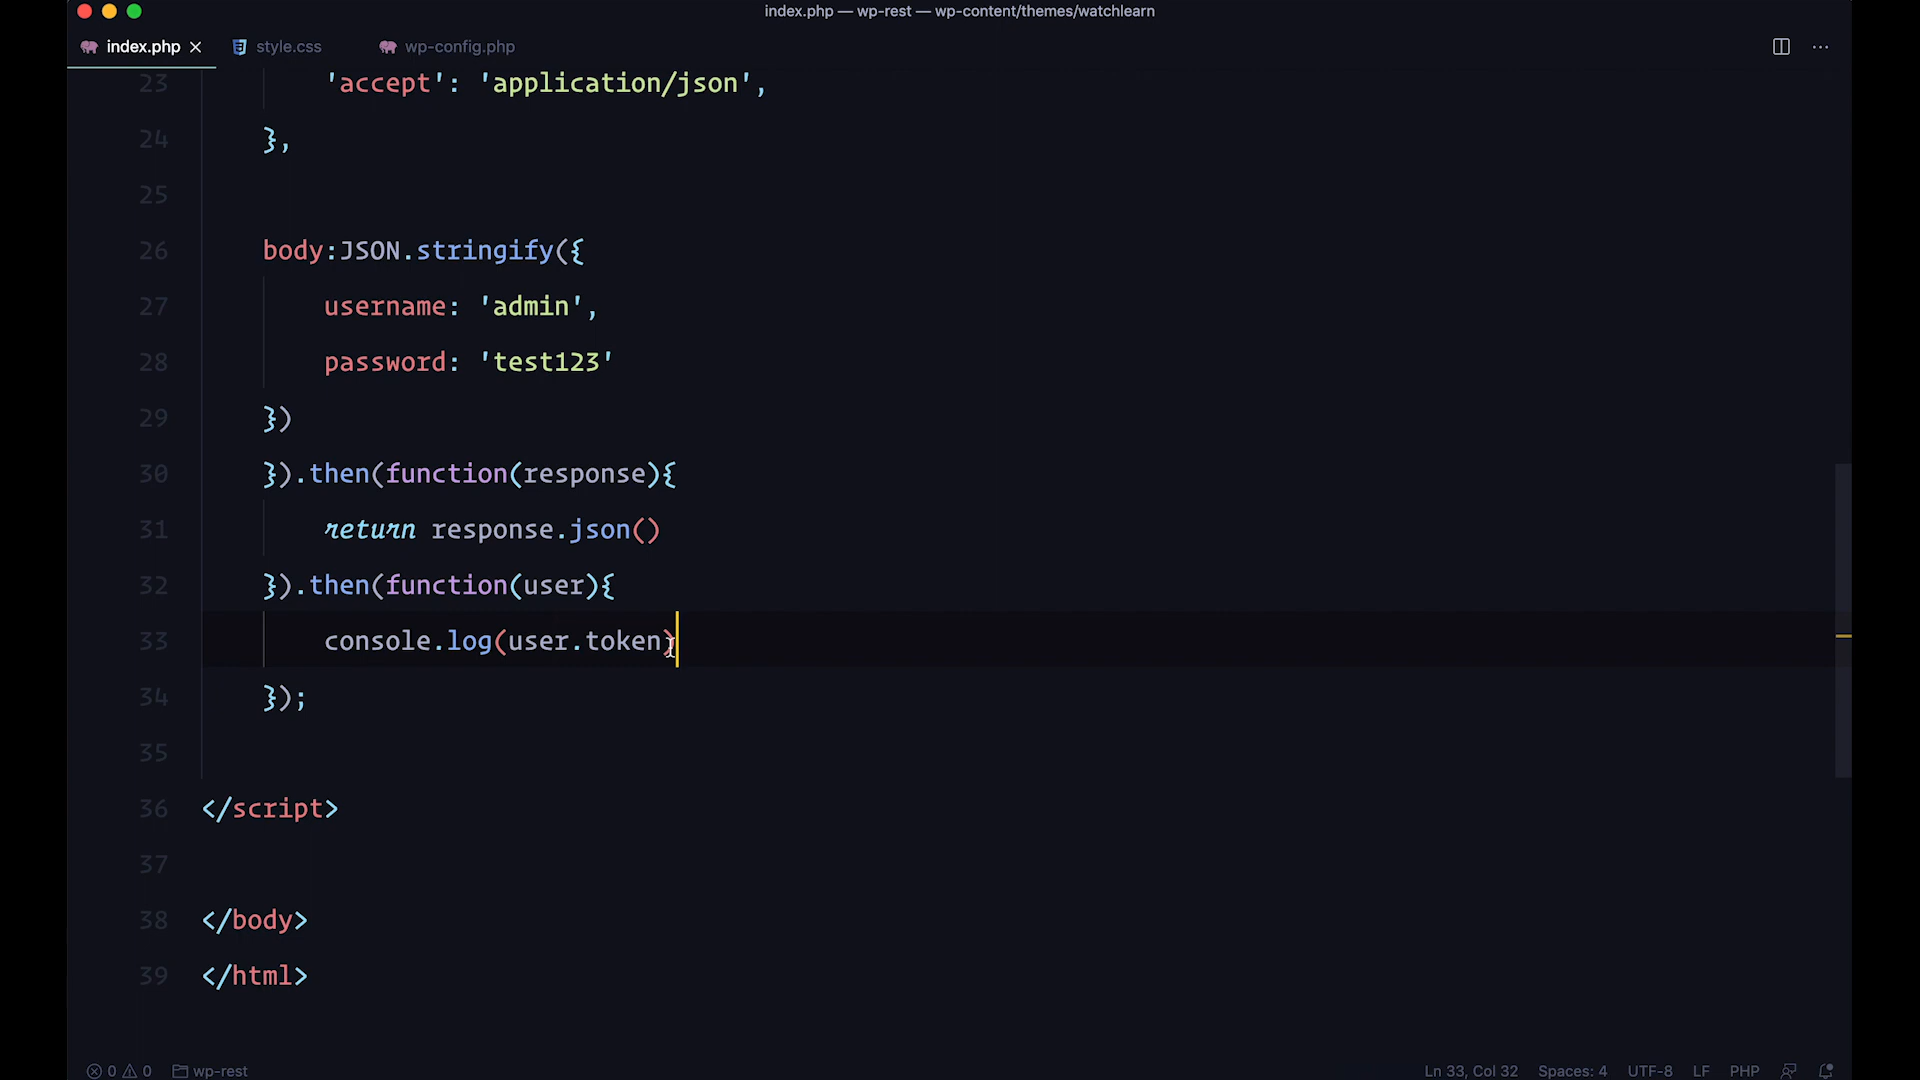 index.php — wp-rest — wp-content/themes/watchlearn
index.php style.css wp-config.php
23 'accept': 'application/json',
24 },
25
26 body:JSON.stringify({
27 username: 'admin',
28 password: 'test123'
29 })
30 }).then(function(response){
31 return response.json()
32 }).then(function(user){
33 console.log(user.token)
34 });
35
36 </script>
37
38 </body>
39 </html>
0 0 wp-rest Ln 33, Col 32 Spaces: 4 UTF-8 LF PHP